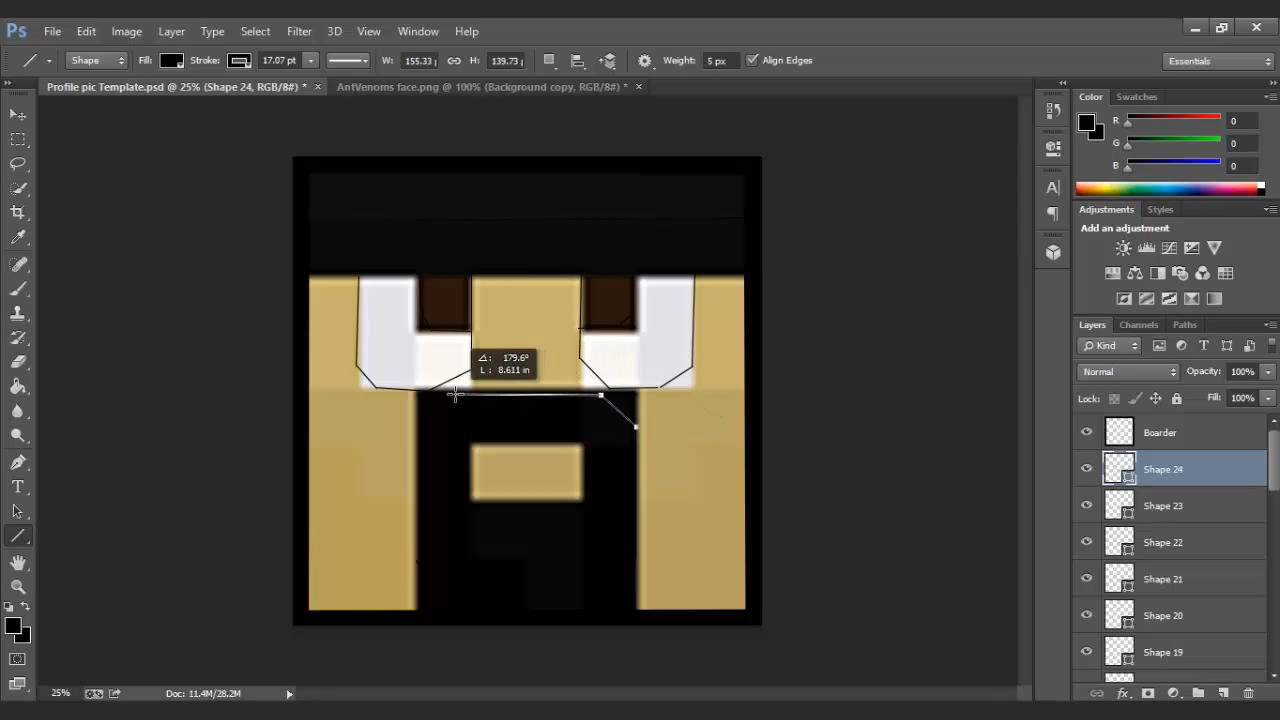 Ps File Edit Image Layer Type Select Filter 3D View Window Help
Shape Fill: Stroke: 17.07 pt W: 155.33 H: 139.73 Weight: 5 px Align Edges Essentials
Profile pic Template.psd @ 25% (Shape 24, RGB/8#) * × AntVenoms face.png @ 100% (Background copy, RGB/8#) * ×
Color Swatches
R 0
G 0
B 0
Adjustments Styles
Add an adjustment
Layers Channels Paths
Kind
Normal Opacity: 100%
Lock: Fill: 100%
Boarder
Shape 24
Shape 23
Shape 22
Shape 21
Shape 20
Shape 19
179.6°
L : 8.611 in
25% Doc: 11.4M/28.2M